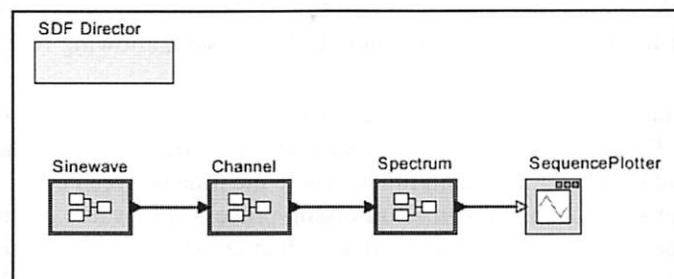 SDF Director
Sinewave
Channel
Spectrum
SequencePlotter